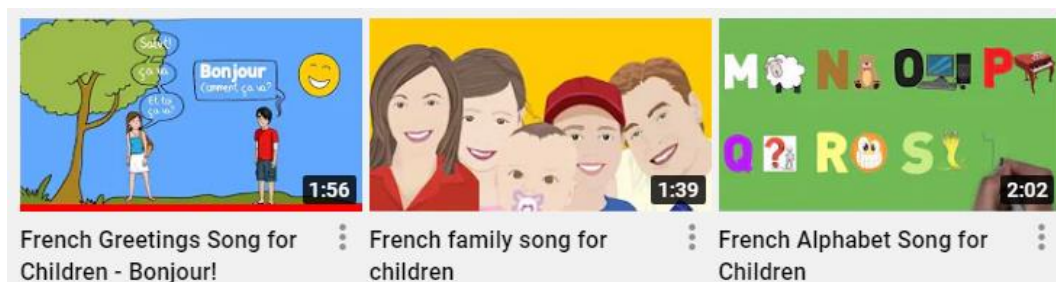 Salut!
ça va
Et toi
ça va?
Bonjour
Comment ça va?
1:56
French Greetings Song for
Children - Bonjour!
1:39
French family song for
children
M N O P
Q R S
2:02
French Alphabet Song for
Children